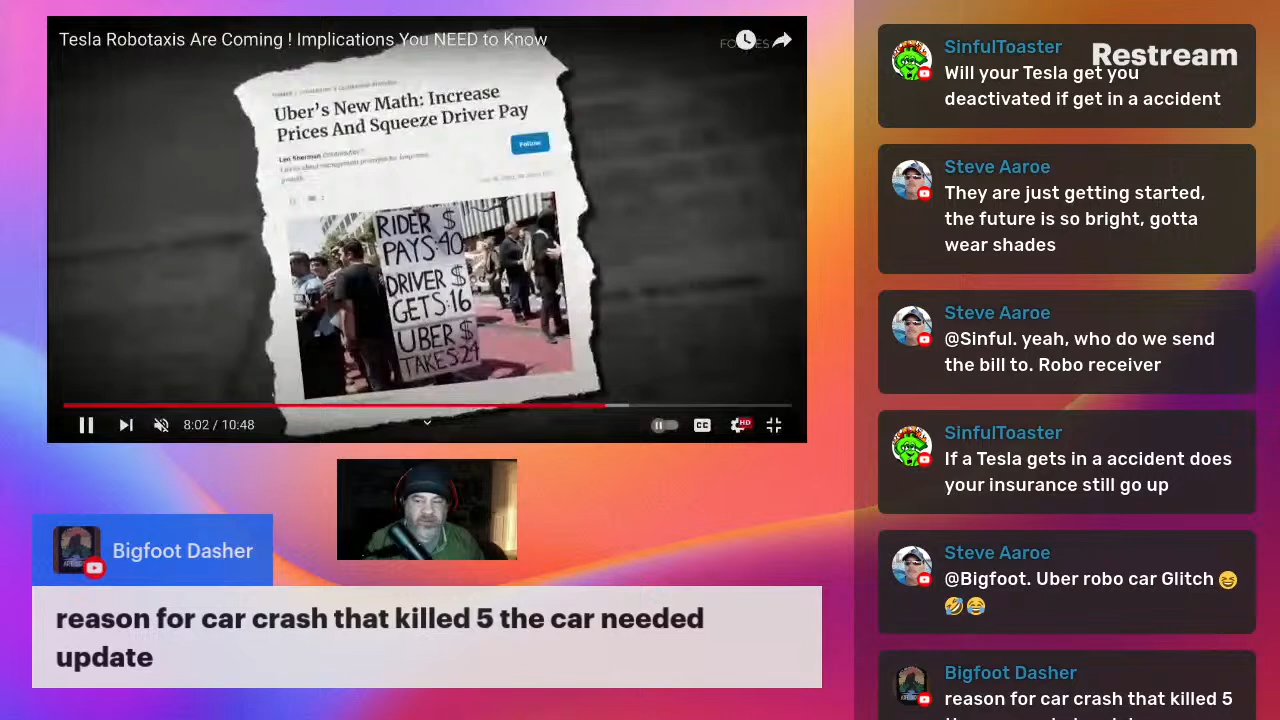 Tesla Robotaxis Are Coming ! Implications You NEED to Know
Uber's New Math: Increase
Prices And Squeeze Driver Pay
Len Sherman
Follow
RIDER $
PAYS:40
DRIVER $
GETS:16
UBER $
TAKES24
8:02 / 10:48
CC
HD
Bigfoot Dasher
reason for car crash that killed 5 the car needed
update
Restream
SinfulToaster
Will your Tesla get you
deactivated if get in a accident
Steve Aaroe
They are just getting started,
the future is so bright, gotta
wear shades
Steve Aaroe
@Sinful. yeah, who do we send
the bill to. Robo receiver
SinfulToaster
If a Tesla gets in a accident does
your insurance still go up
Steve Aaroe
@Bigfoot. Uber robo car Glitch 😆
🤣😂
Bigfoot Dasher
reason for car crash that killed 5